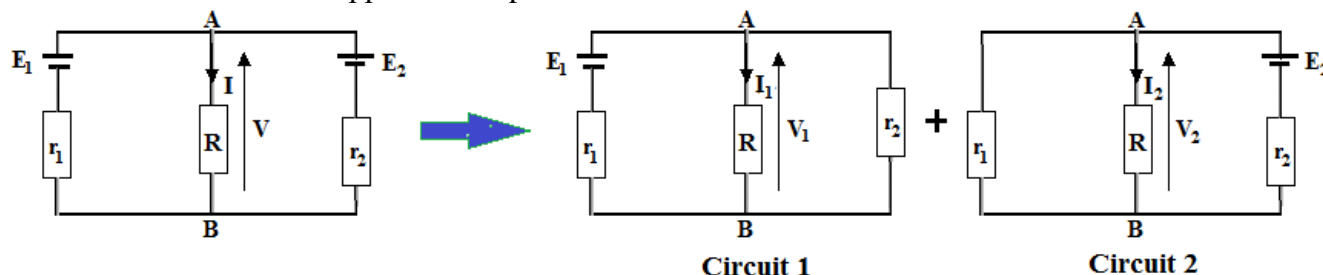 A A A
E₁ E₂ E₁ E₂
I I₁ I₂
r₁ R V r₂ r₁ R V₁ r₂ + r₁ R V₂ r₂
B B B
Circuit 1 Circuit 2